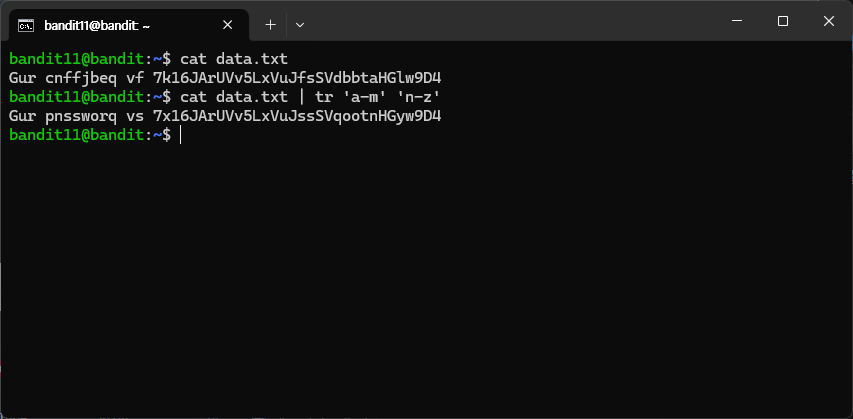 bandit11@bandit: ~
bandit11@bandit:~$ cat data.txt
Gur cnffjbeq vf 7k16JArUVv5LxVuJfsSVdbbtaHGlw9D4
bandit11@bandit:~$ cat data.txt | tr 'a-m' 'n-z'
Gur pnssworq vs 7x16JArUVv5LxVuJssSVqootnHGyw9D4
bandit11@bandit:~$